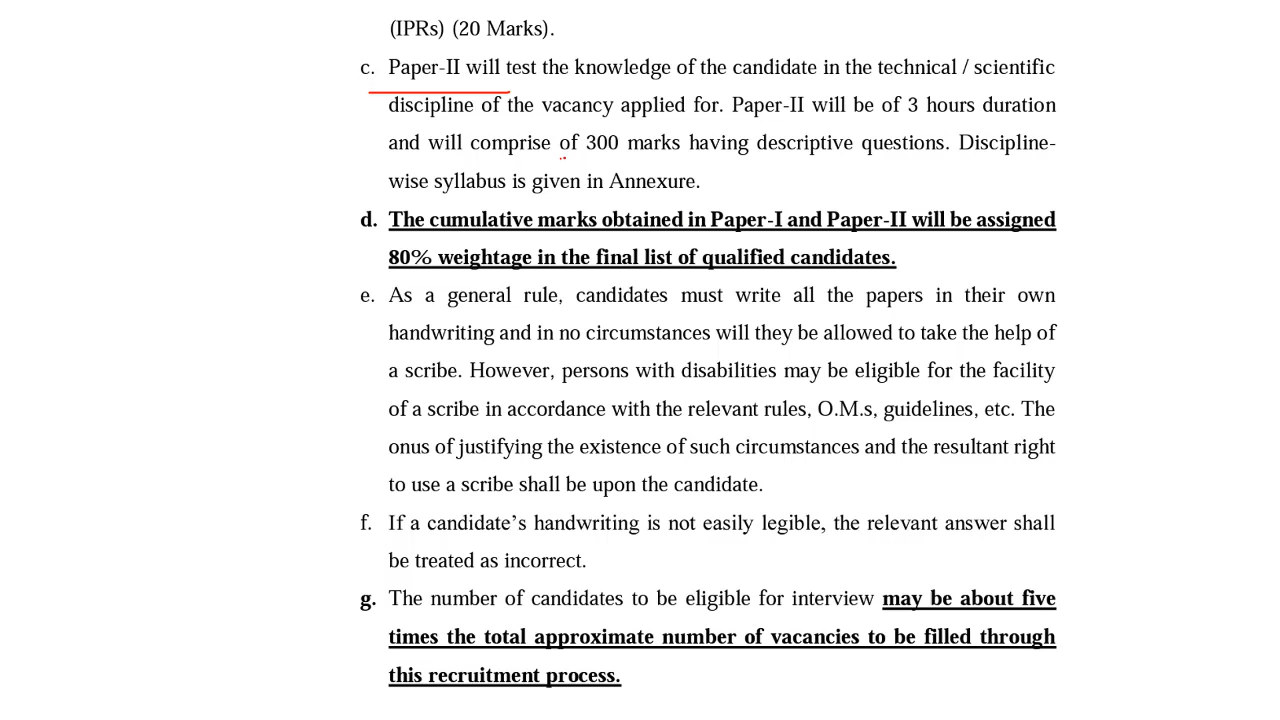 (IPRs) (20 Marks).
c. Paper-II will test the knowledge of the candidate in the technical / scientific
discipline of the vacancy applied for. Paper-II will be of 3 hours duration
and will comprise of 300 marks having descriptive questions. Discipline-
wise syllabus is given in Annexure.
d. The cumulative marks obtained in Paper-I and Paper-II will be assigned
80% weightage in the final list of qualified candidates.
e. As a general rule, candidates must write all the papers in their own
handwriting and in no circumstances will they be allowed to take the help of
a scribe. However, persons with disabilities may be eligible for the facility
of a scribe in accordance with the relevant rules, O.M.s, guidelines, etc. The
onus of justifying the existence of such circumstances and the resultant right
to use a scribe shall be upon the candidate.
f. If a candidate’s handwriting is not easily legible, the relevant answer shall
be treated as incorrect.
g. The number of candidates to be eligible for interview may be about five
times the total approximate number of vacancies to be filled through
this recruitment process.